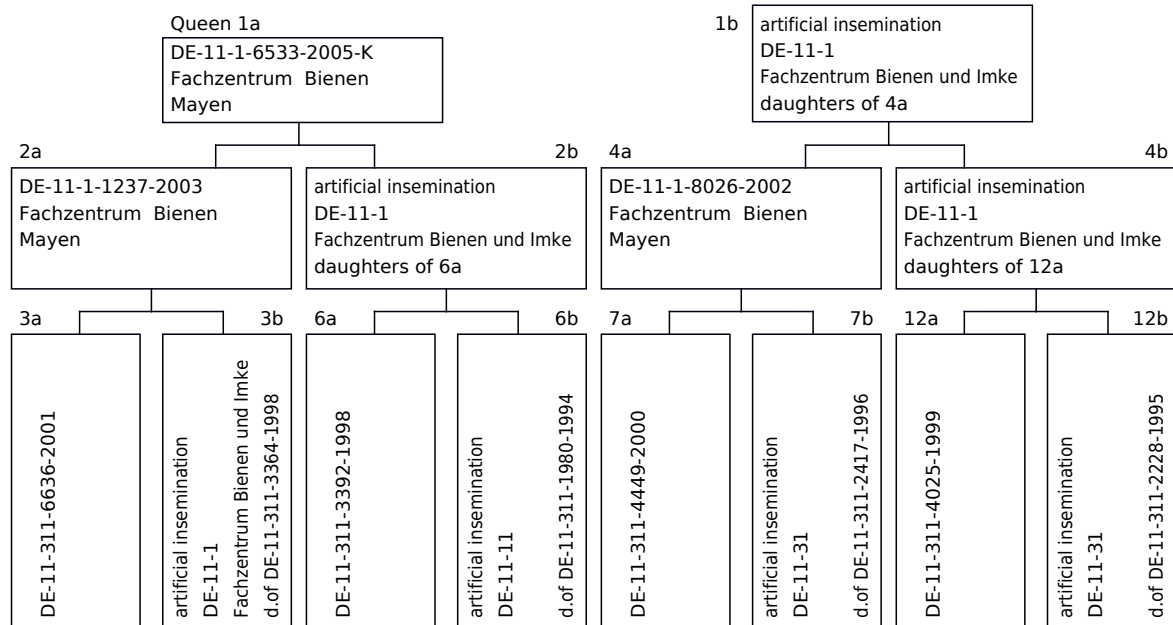 Queen 1a
DE-11-1-6533-2005-K
Fachzentrum Bienen
Mayen
1b
artificial insemination
DE-11-1
Fachzentrum Bienen und Imke
daughters of 4a
2a
DE-11-1-1237-2003
Fachzentrum Bienen
Mayen
2b
artificial insemination
DE-11-1
Fachzentrum Bienen und Imke
daughters of 6a
4a
DE-11-1-8026-2002
Fachzentrum Bienen
Mayen
4b
artificial insemination
DE-11-1
Fachzentrum Bienen und Imke
daughters of 12a
3a
DE-11-311-6636-2001
3b
artificial insemination
DE-11-1
Fachzentrum Bienen und Imke
d.of DE-11-311-3364-1998
6a
DE-11-311-3392-1998
6b
artificial insemination
DE-11-11
d.of DE-11-311-1980-1994
7a
DE-11-311-4449-2000
7b
artificial insemination
DE-11-31
d.of DE-11-311-2417-1996
12a
DE-11-311-4025-1999
12b
artificial insemination
DE-11-31
d.of DE-11-311-2228-1995